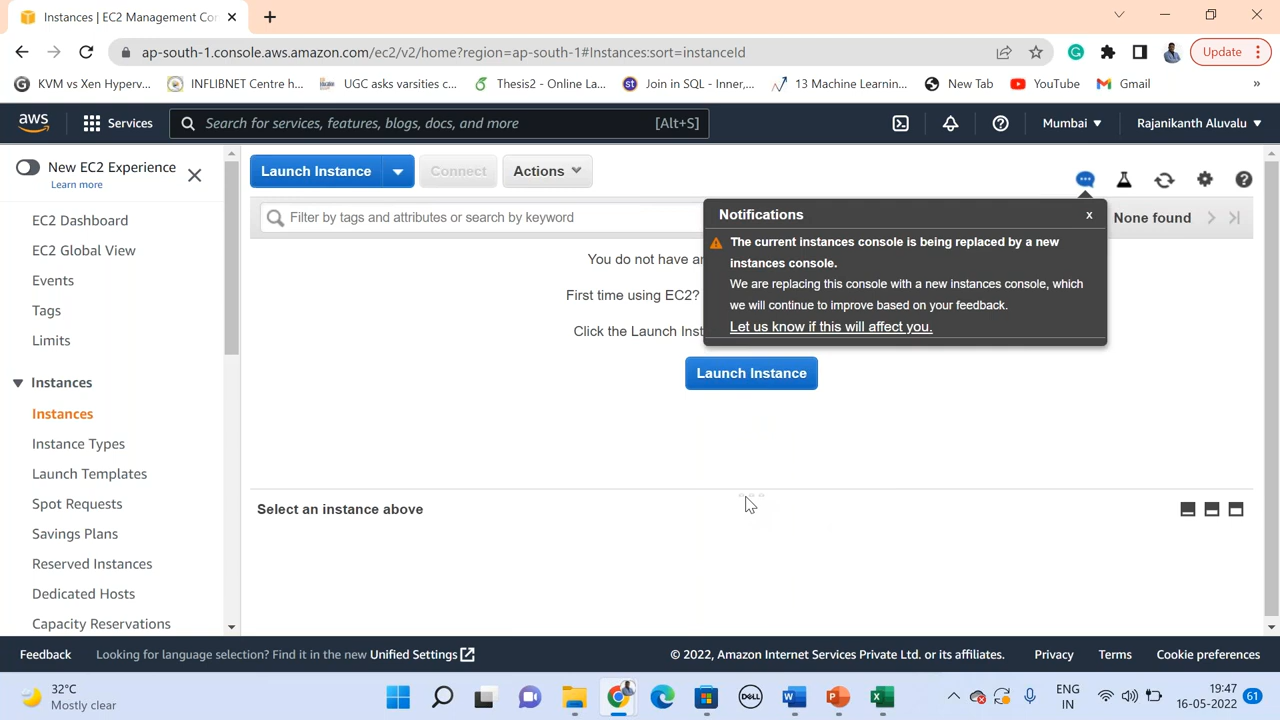 Instances | EC2 Management Con
ap-south-1.console.aws.amazon.com/ec2/v2/home?region=ap-south-1#Instances:sort=instanceId
Update
KVM vs Xen Hyperv...
INFLIBNET Centre h...
UGC asks varsities c...
Thesis2 - Online La...
Join in SQL - Inner,...
13 Machine Learnin...
New Tab
YouTube
Gmail
»
aws
Services
Search for services, features, blogs, docs, and more
[Alt+S]
Mumbai
Rajanikanth Aluvalu
New EC2 Experience
Learn more
EC2 Dashboard
EC2 Global View
Events
Tags
Limits
Instances
Instances
Instance Types
Launch Templates
Spot Requests
Savings Plans
Reserved Instances
Dedicated Hosts
Capacity Reservations
Launch Instance
Connect
Actions
Filter by tags and attributes or search by keyword
None found
You do not have
First time using EC2?
Click the Launch
Launch Instance
Notifications
x
The current instances console is being replaced by a new
instances console.
We are replacing this console with a new instances console, which
we will continue to improve based on your feedback.
Let us know if this will affect you.
Select an instance above
Feedback
Looking for language selection? Find it in the new Unified Settings
© 2022, Amazon Internet Services Private Ltd. or its affiliates.
Privacy
Terms
Cookie preferences
32°C
Mostly clear
DELL
ENG
IN
19:47
16-05-2022
61